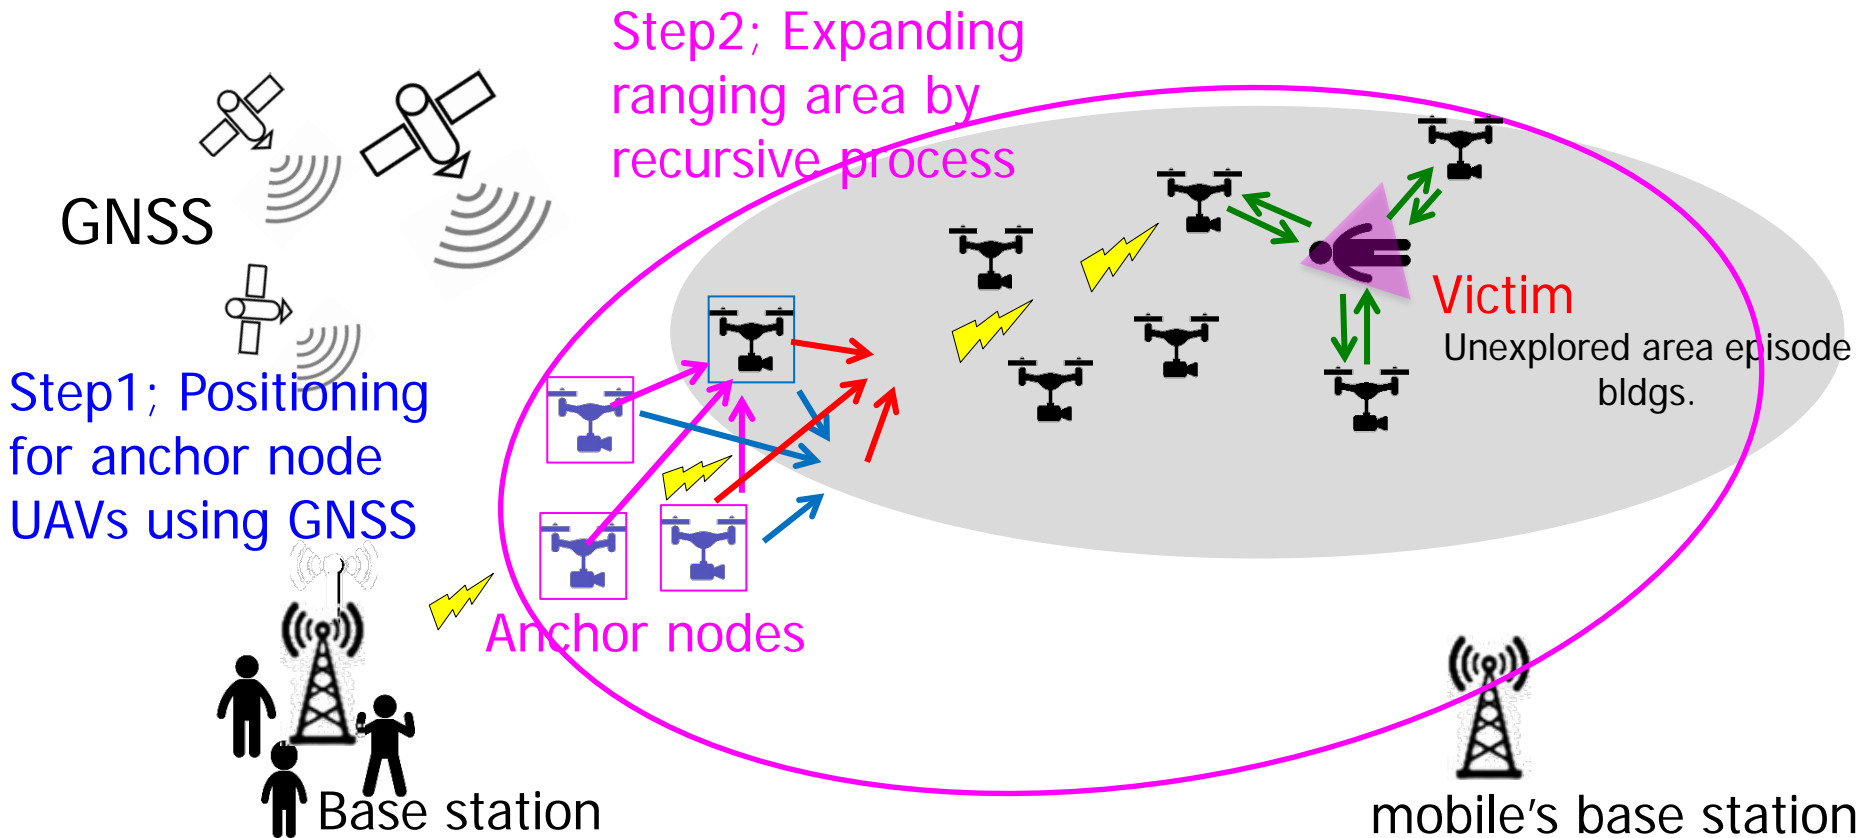 Step2; Expanding
ranging area by
recursive process
GNSS
Victim
Unexplored area episode
bldgs.
Step1; Positioning
for anchor node
UAVs using GNSS
Anchor nodes
Base station
mobile's base station